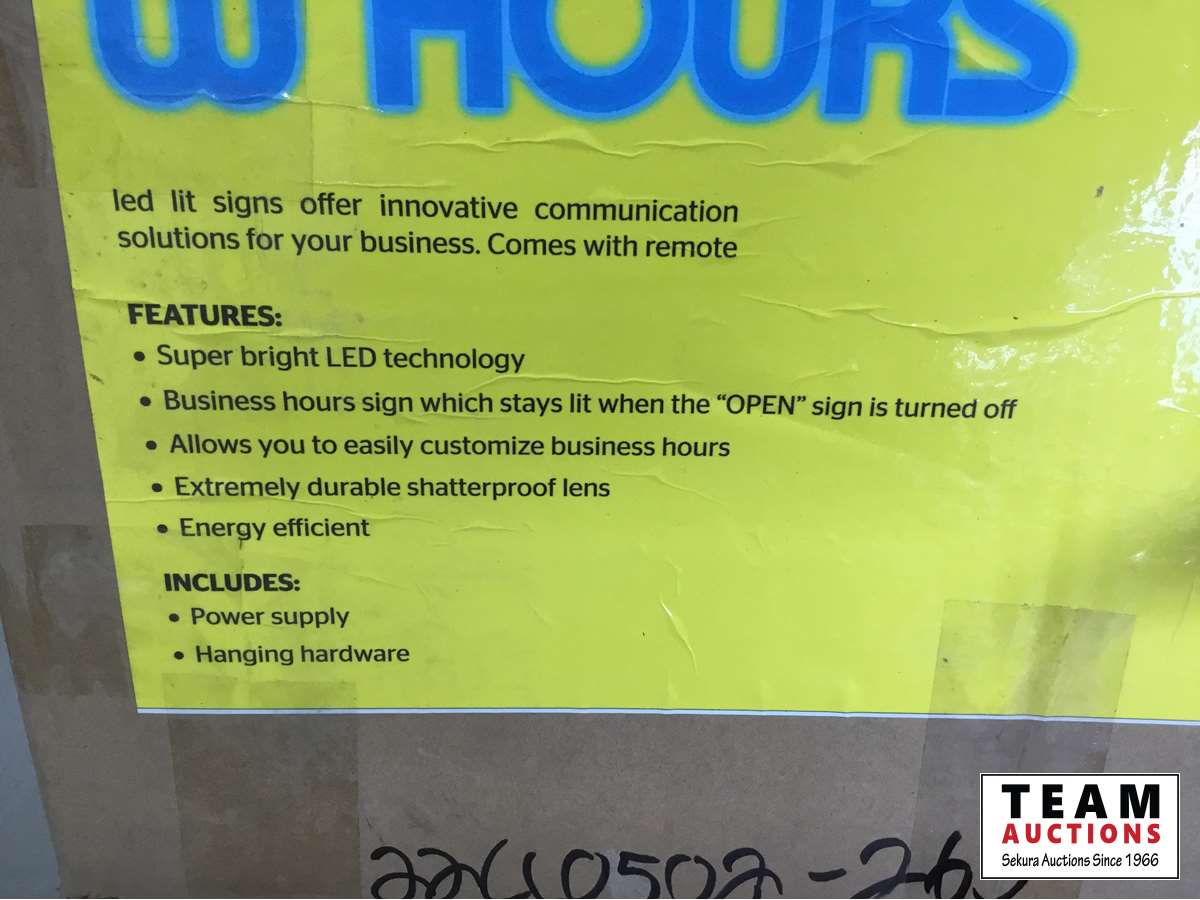 HOURS
led lit signs offer innovative communication
solutions for your business. Comes with remote
FEATURES:
• Super bright LED technology
• Business hours sign which stays lit when the “OPEN” sign is turned off
• Allows you to easily customize business hours
• Extremely durable shatterproof lens
• Energy efficient
INCLUDES:
• Power supply
• Hanging hardware
TEAM
AUCTIONS
Sekura Auctions Since 1966